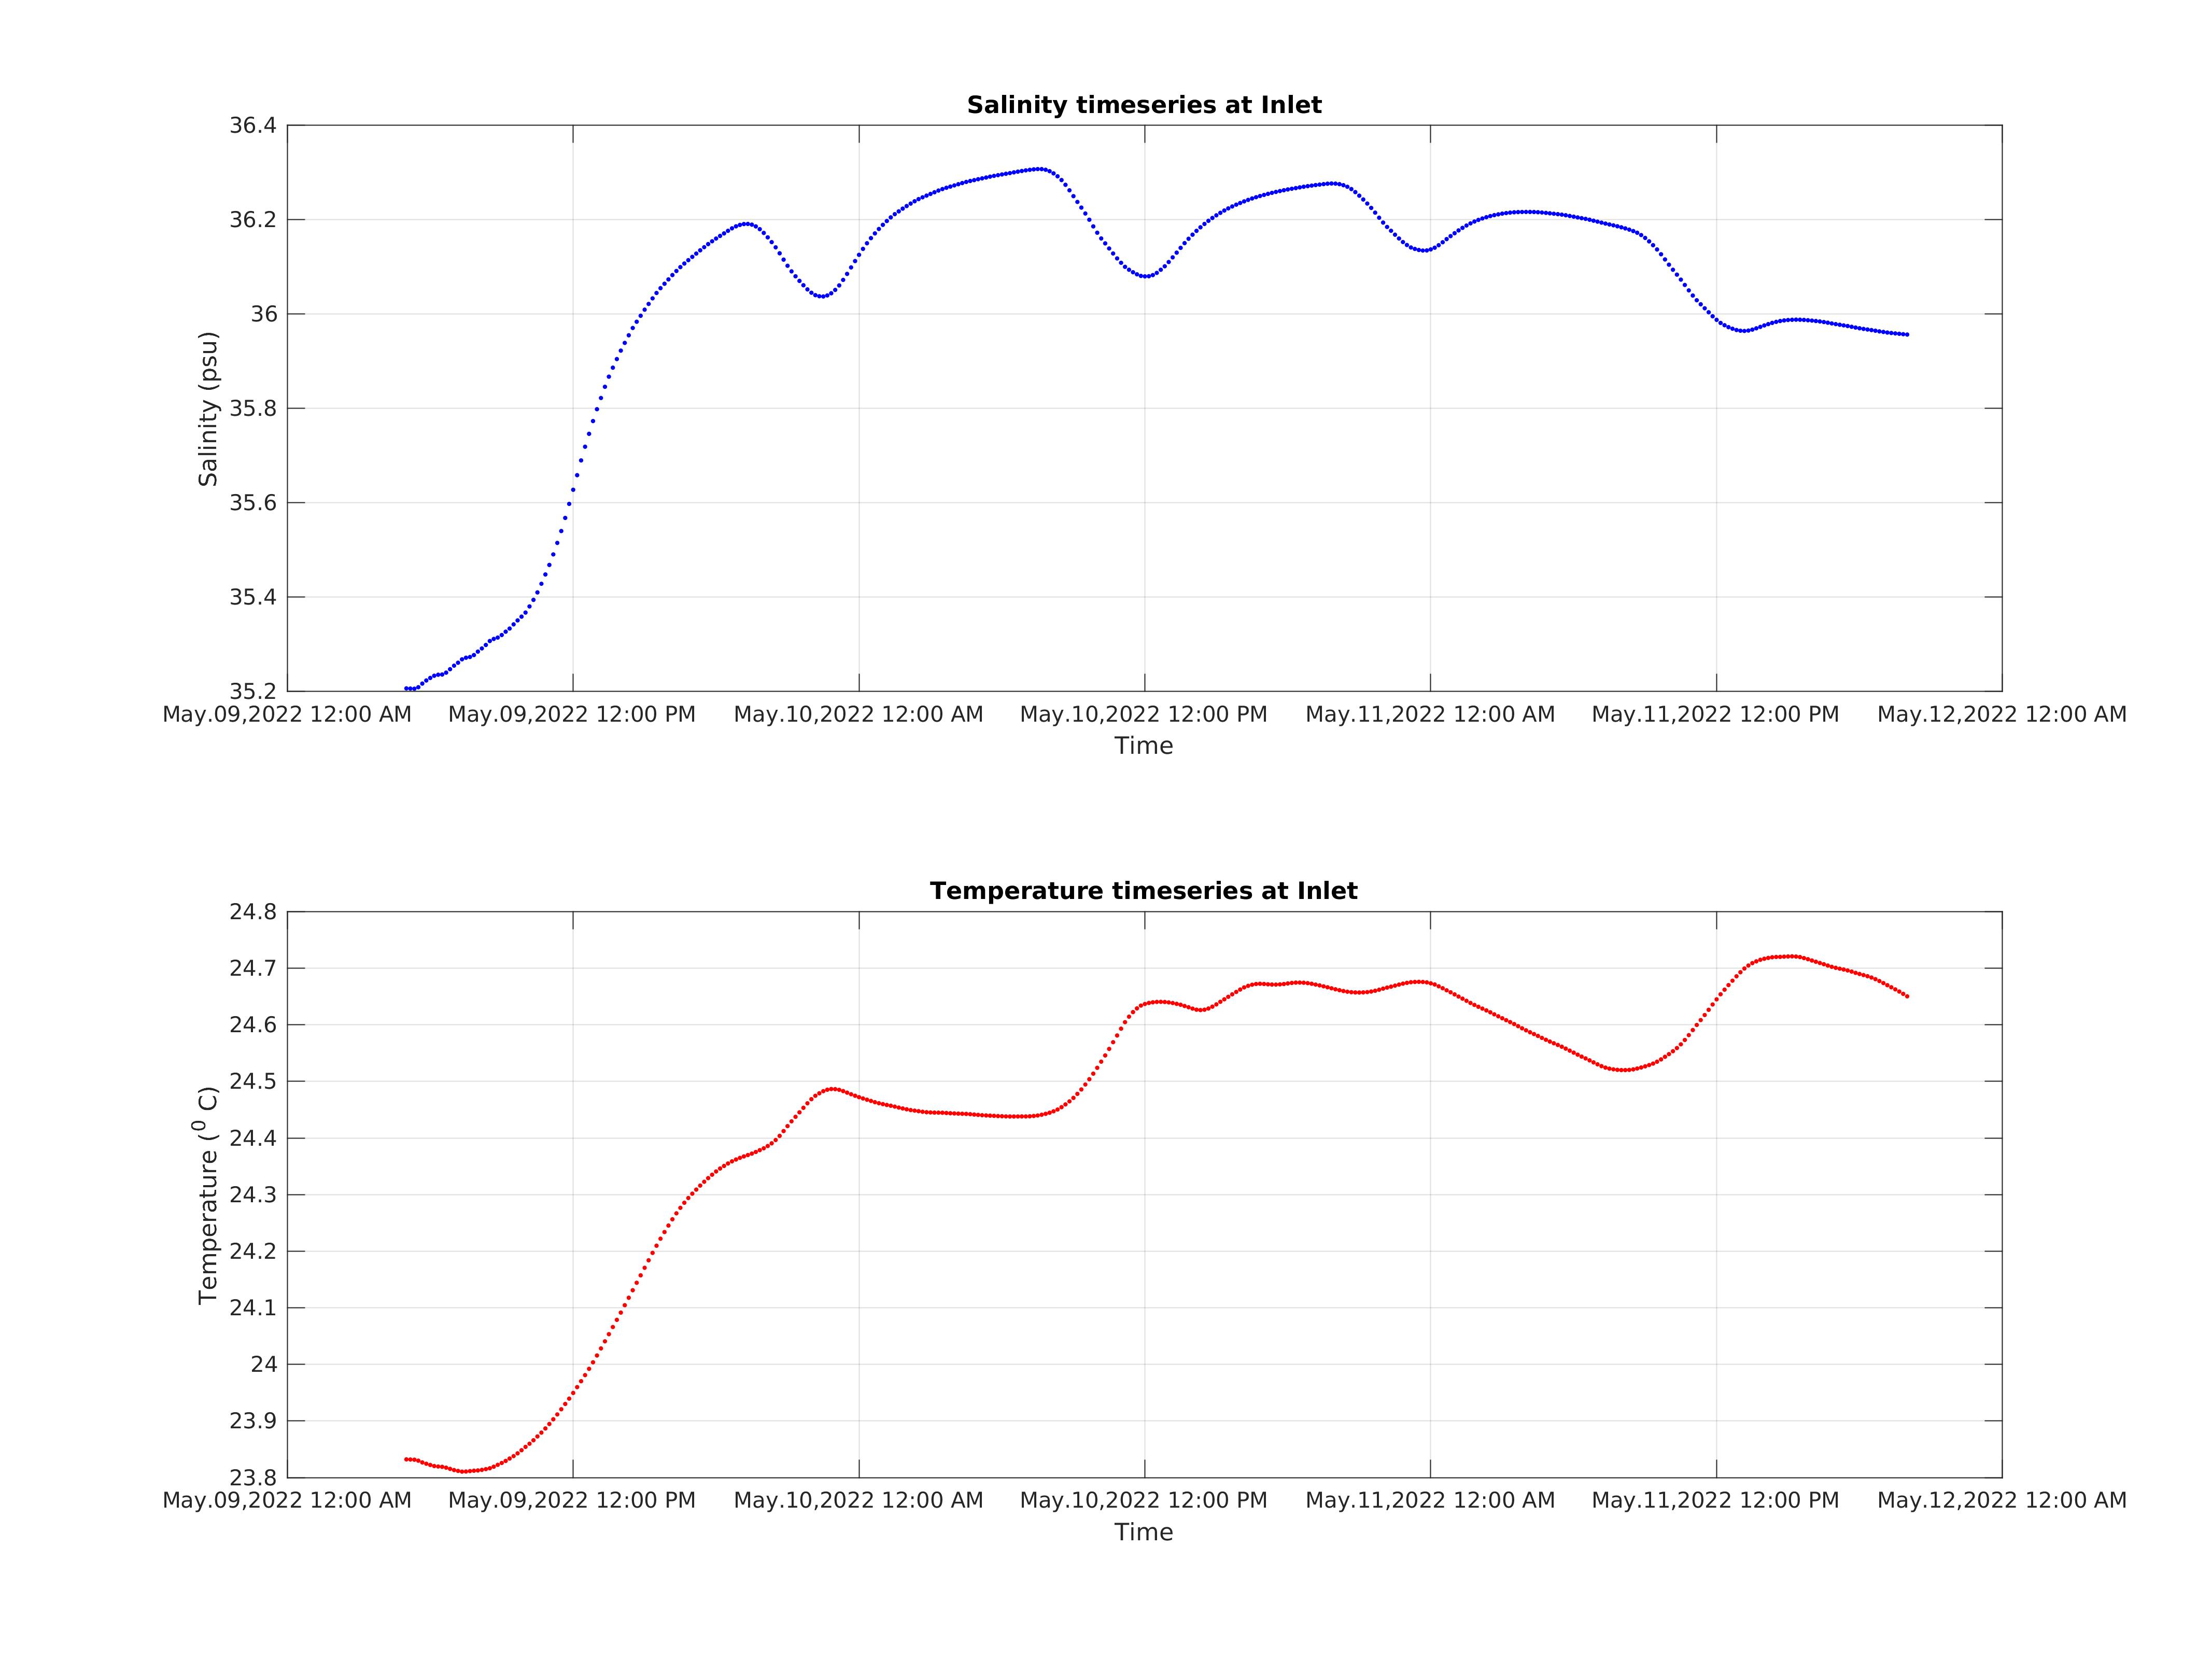 Salinity timeseries at Inlet
36.4
36.2
36
35.8
35.6
35.4
35.2
Salinity (psu)
May.09,2022 12:00 AM May.09,2022 12:00 PM May.10,2022 12:00 AM May.10,2022 12:00 PM May.11,2022 12:00 AM May.11,2022 12:00 PM May.12,2022 12:00 AM
Time
Temperature timeseries at Inlet
24.8
24.7
24.6
24.5
24.4
24.3
24.2
24.1
24
23.9
23.8
Temperature (⁰ C)
May.09,2022 12:00 AM May.09,2022 12:00 PM May.10,2022 12:00 AM May.10,2022 12:00 PM May.11,2022 12:00 AM May.11,2022 12:00 PM May.12,2022 12:00 AM
Time